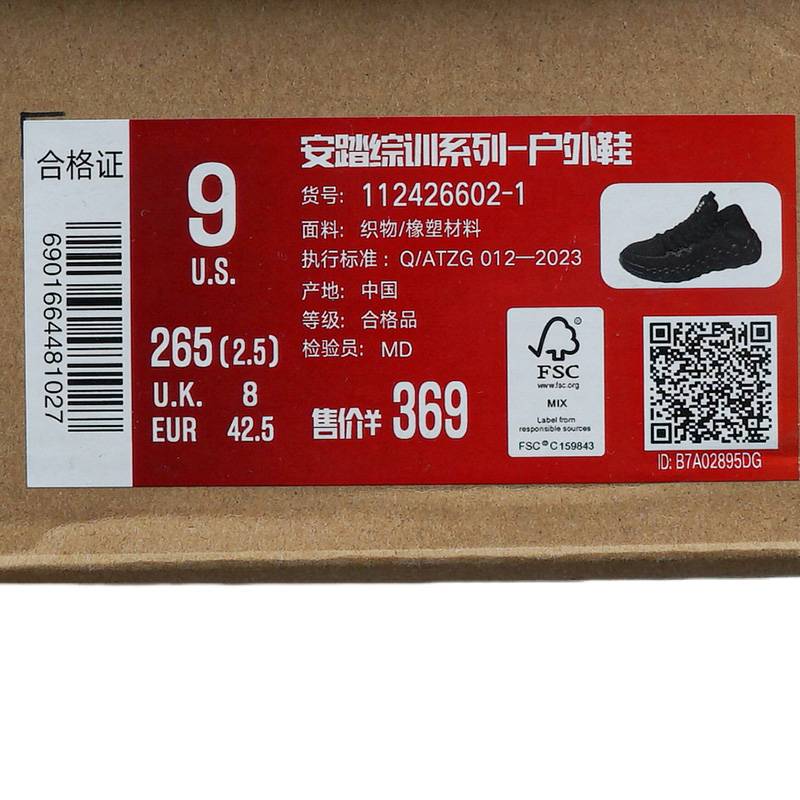 合格证
6901664481027
9
U.S.
265(2.5)
U.K. 8
EUR 42.5
安踏综训系列-户外鞋
货号: 112426602-1
面料: 织物/橡塑材料
执行标准: Q/ATZG 012—2023
产地: 中国
等级: 合格品
检验员: MD
售价¥ 369
FSC
www.fsc.org
MIX
Label from
responsible sources
FSC® C159843
ID: B7A02895DG